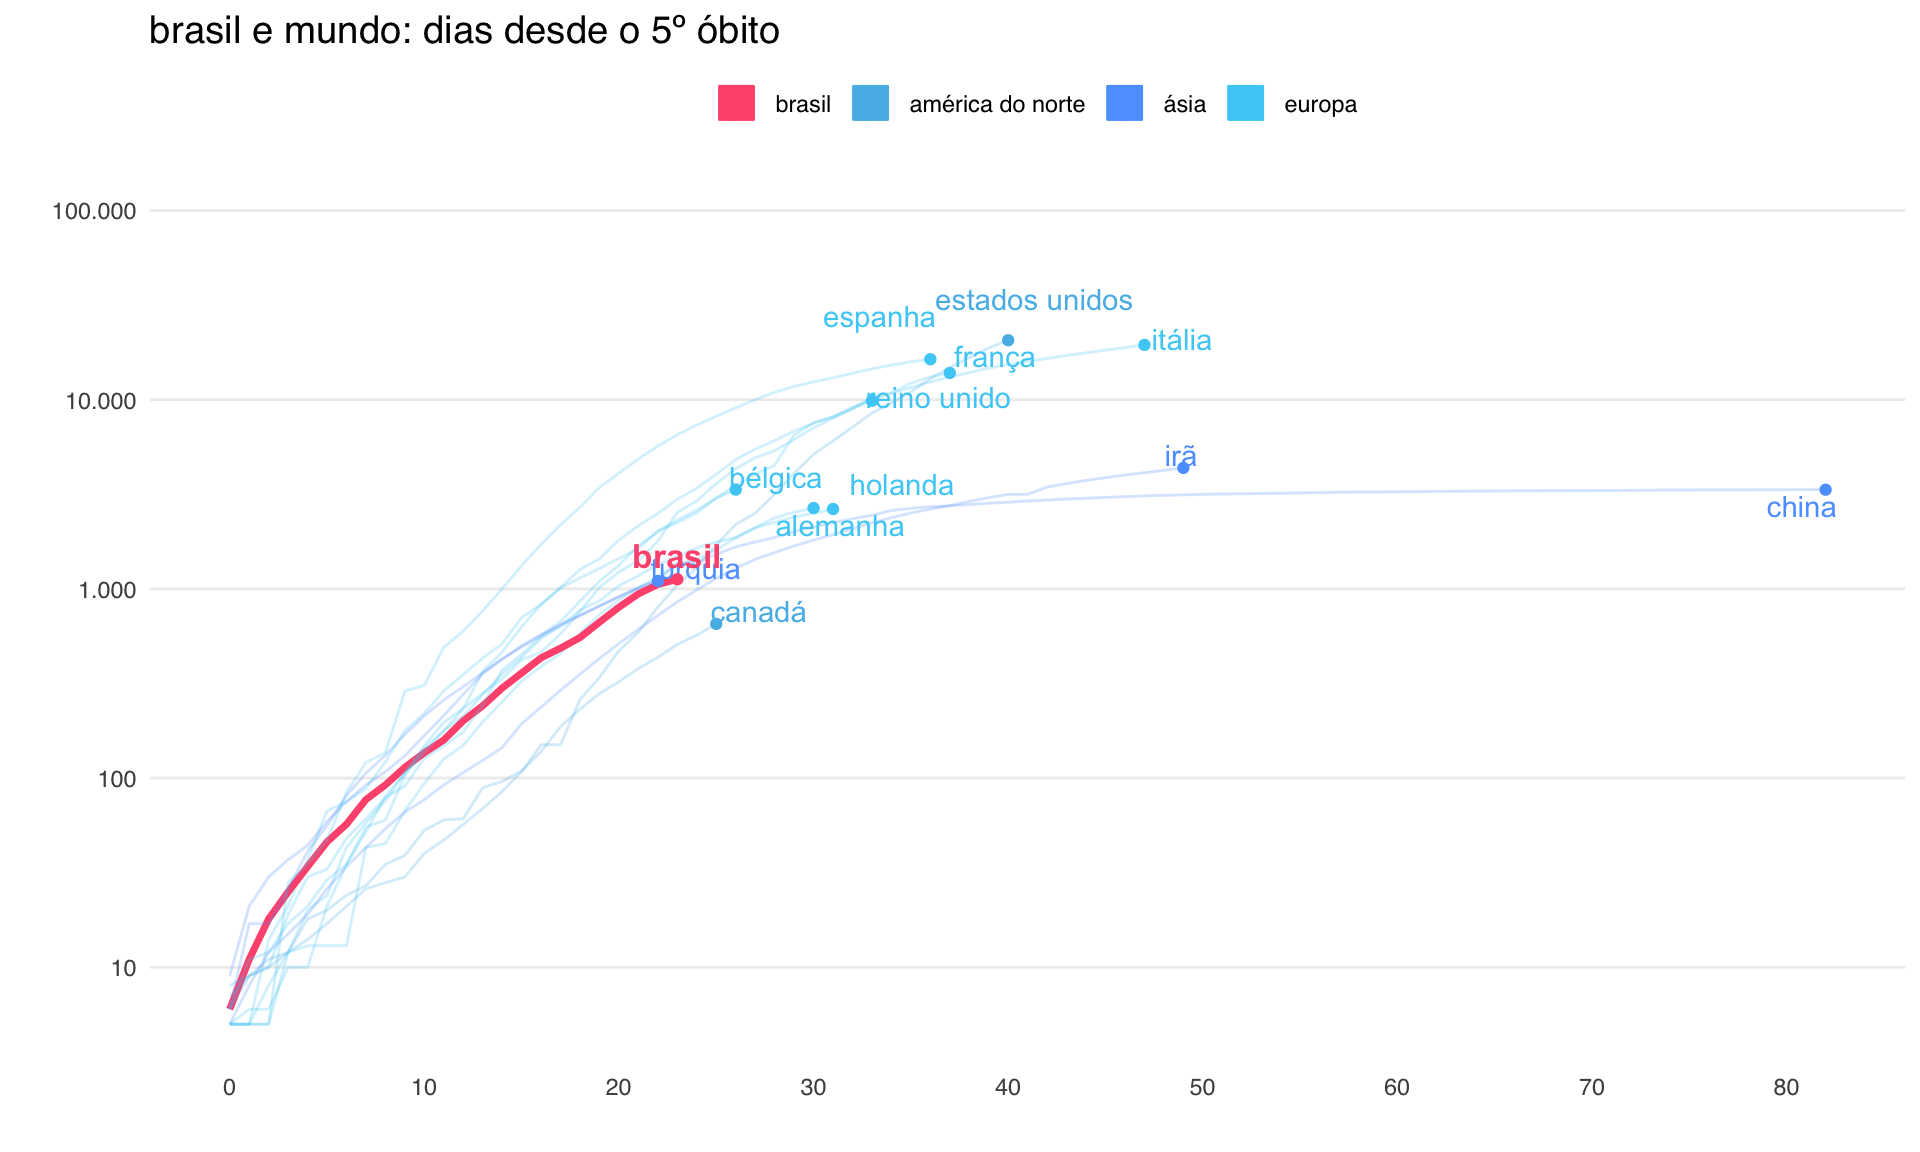 brasil e mundo: dias desde o 5º óbito
brasil
américa do norte
ásia
europa
100.000
10.000
1.000
100
10
estados unidos
espanha
itália
frança
reino unido
irã
bélgica
holanda
china
alemanha
brasil
turquia
canadá
0 10 20 30 40 50 60 70 80